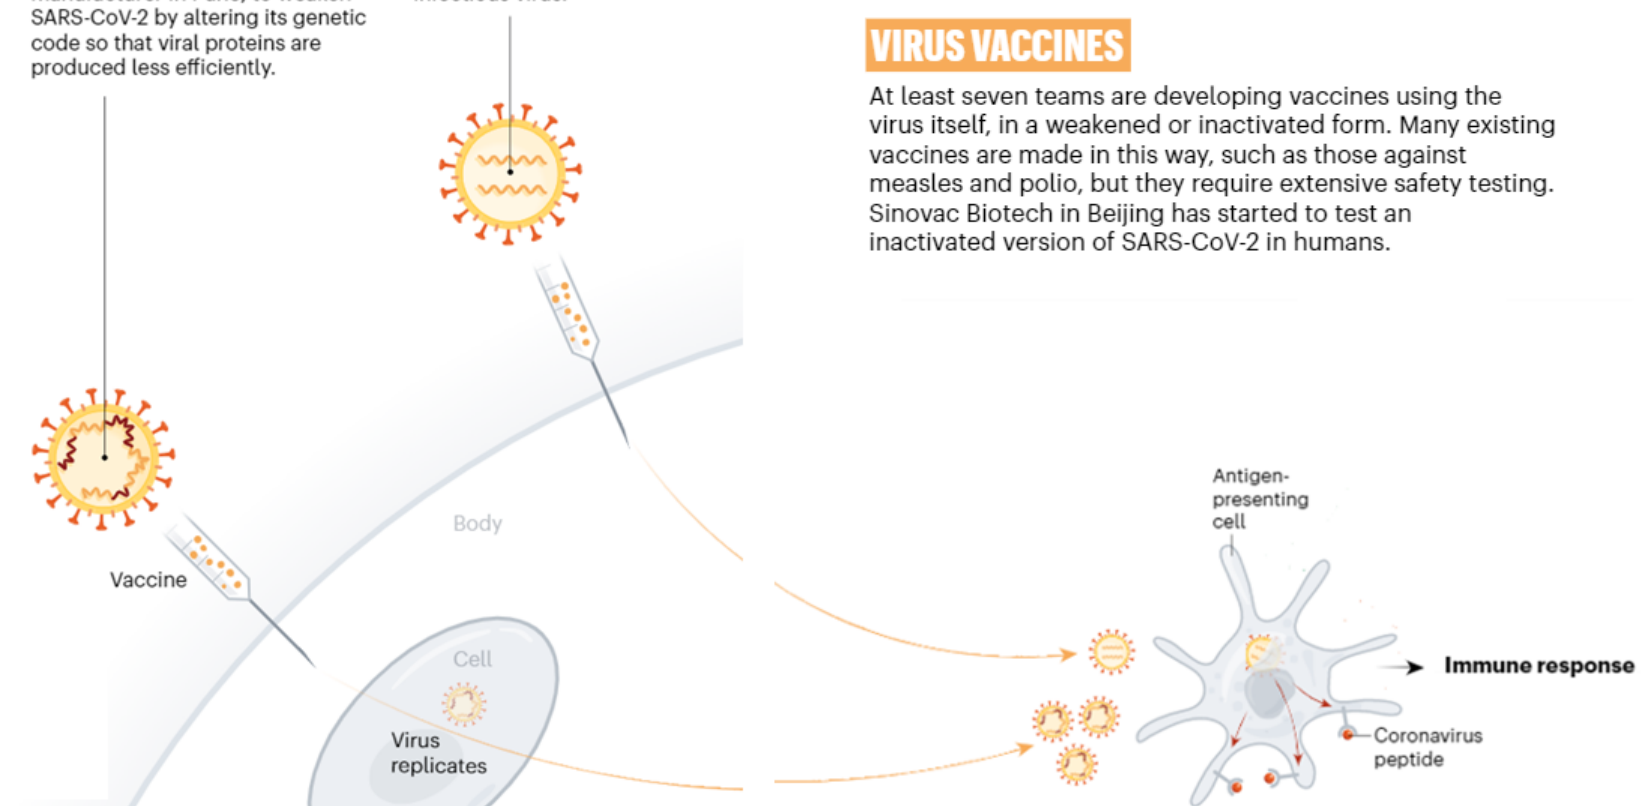 SARS-CoV-2 by altering its genetic
code so that viral proteins are
produced less efficiently.
VIRUS VACCINES
At least seven teams are developing vaccines using the
virus itself, in a weakened or inactivated form. Many existing
vaccines are made in this way, such as those against
measles and polio, but they require extensive safety testing.
Sinovac Biotech in Beijing has started to test an
inactivated version of SARS-CoV-2 in humans.
Body
Vaccine
Cell
Virus
replicates
Antigen-
presenting
cell
Immune response
Coronavirus
peptide